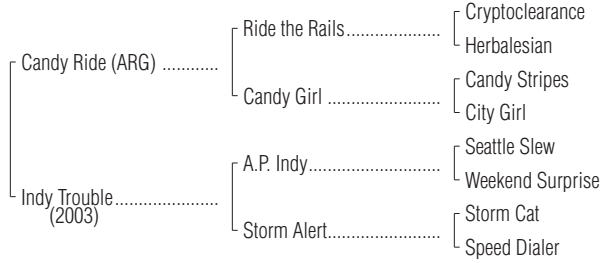 Cryptoclearance
Ride the Rails.....................
Herbalesian
Candy Ride (ARG) ............
Candy Stripes
Candy Girl .........................
City Girl
Seattle Slew
A.P. Indy.............................
Weekend Surprise
Indy Trouble......................
(2003)
Storm Cat
Storm Alert.........................
Speed Dialer